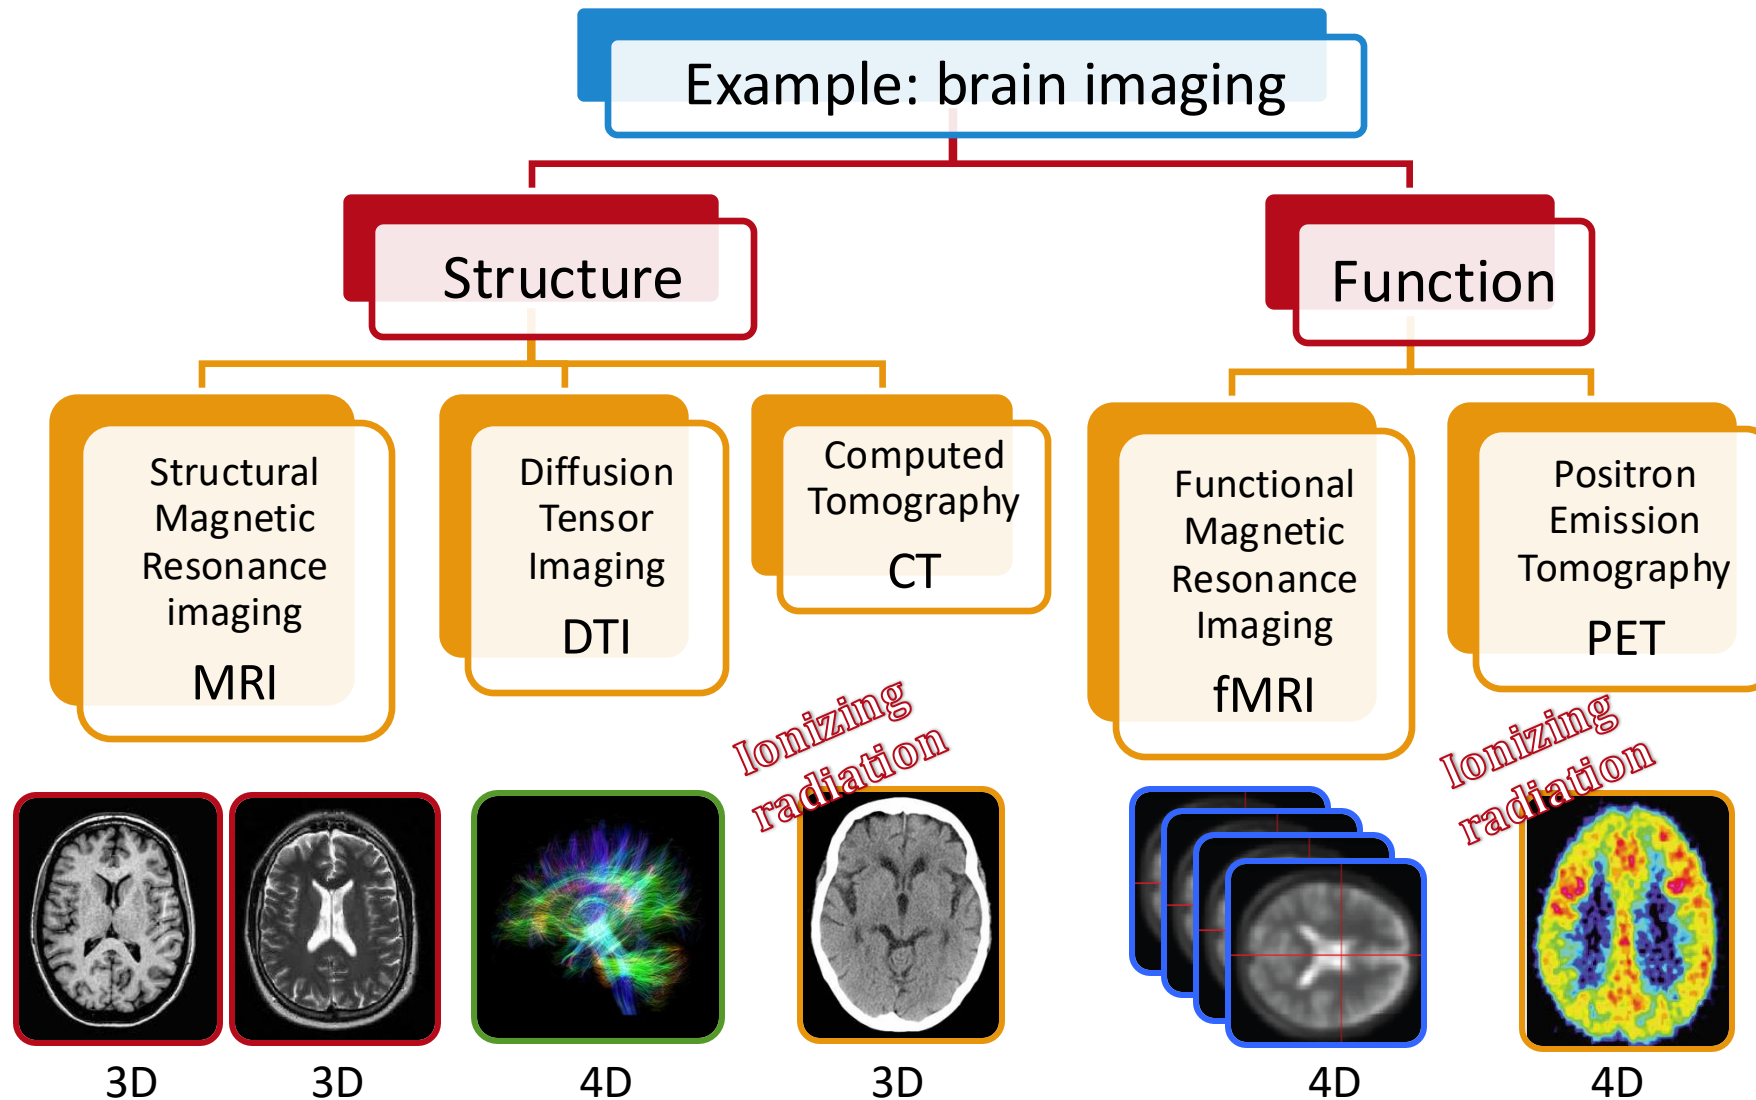 Example: brain imaging
Structure
Function
Structural
Magnetic
Resonance
imaging
MRI
Diffusion
Tensor
Imaging
DTI
Computed
Tomography
CT
Functional
Magnetic
Resonance
Imaging
fMRI
Positron
Emission
Tomography
PET
Ionizing
radiation
Ionizing
radiation
3D
3D
4D
3D
4D
4D